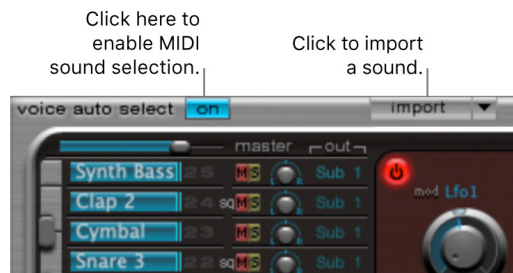 Click here to
enable MIDI
sound selection.
Click to import
a sound.
voice auto select on import
master out
Synth Bass 25 M S Sub 1
Clap 2 24 sq M S Sub 1
Cymbal 23 M S Sub 1
Snare 3 22 sq M S Sub 1
mod Lfo1
L R